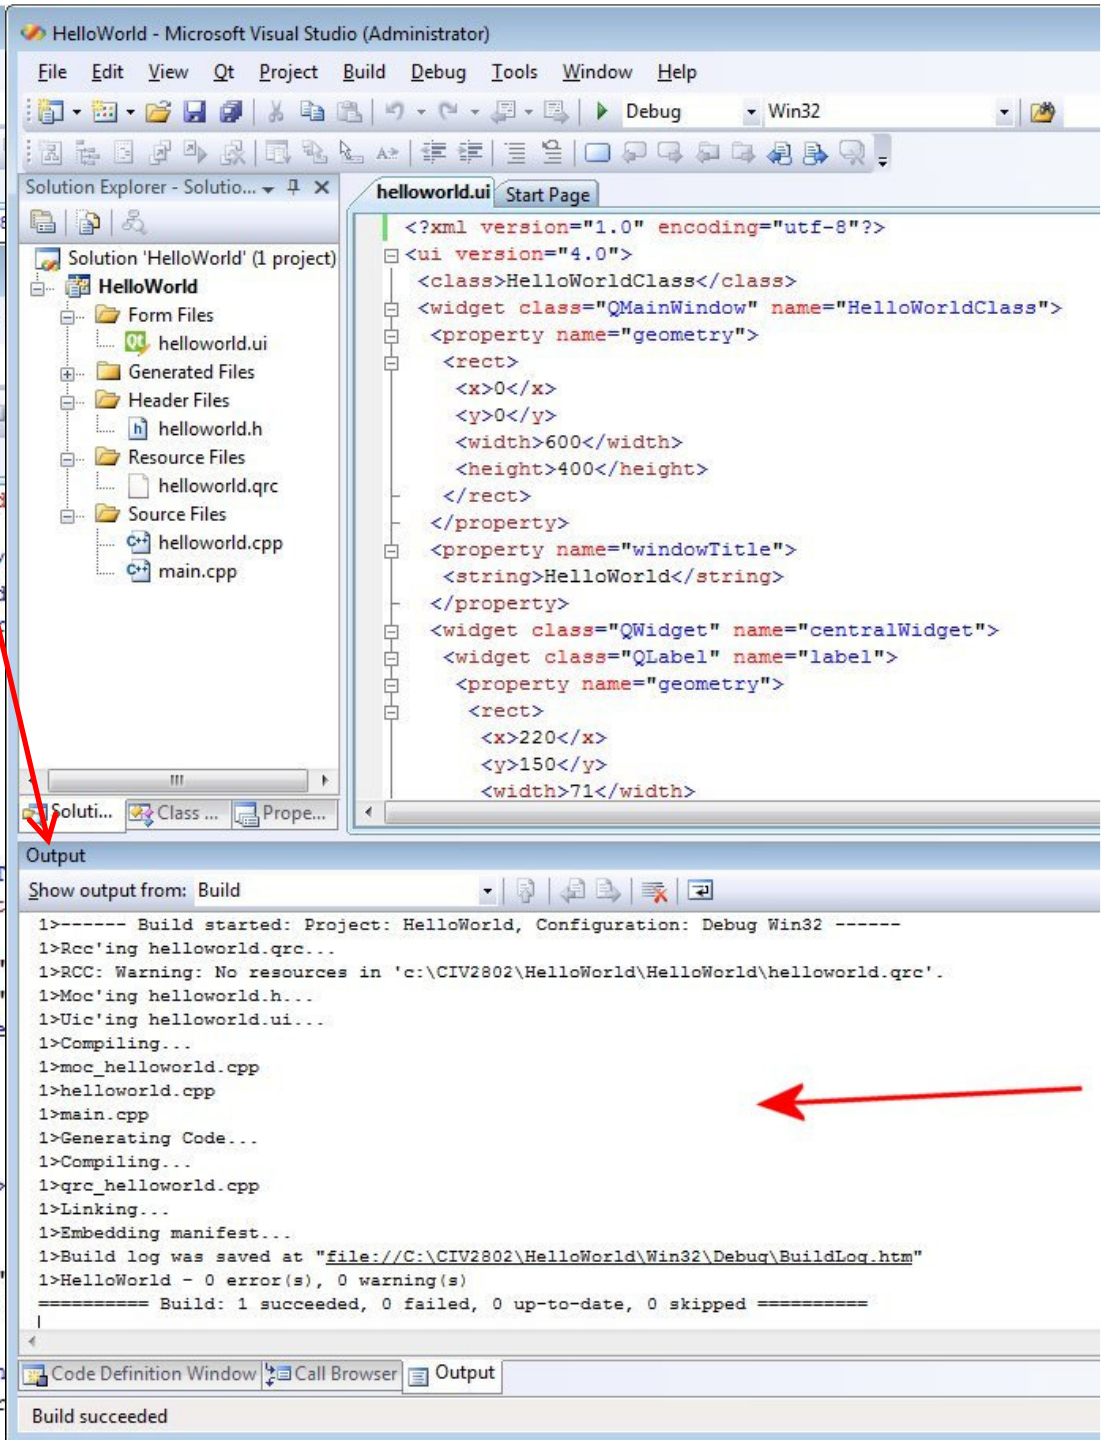 HelloWorld - Microsoft Visual Studio (Administrator)
File Edit View Qt Project Build Debug Tools Window Help
Debug Win32
Solution Explorer - Solutio...
helloworld.ui Start Page
Solution 'HelloWorld' (1 project)
HelloWorld
Form Files
helloworld.ui
Generated Files
Header Files
helloworld.h
Resource Files
helloworld.qrc
Source Files
helloworld.cpp
main.cpp
Soluti... Class ... Prope...
<?xml version="1.0" encoding="utf-8"?>
<ui version="4.0">
<class>HelloWorldClass</class>
<widget class="QMainWindow" name="HelloWorldClass">
<property name="geometry">
<rect>
<x>0</x>
<y>0</y>
<width>600</width>
<height>400</height>
</rect>
</property>
<property name="windowTitle">
<string>HelloWorld</string>
</property>
<widget class="QWidget" name="centralWidget">
<widget class="QLabel" name="label">
<property name="geometry">
<rect>
<x>220</x>
<y>150</y>
<width>71</width>
Output
Show output from: Build
1>------ Build started: Project: HelloWorld, Configuration: Debug Win32 ------
1>Rcc'ing helloworld.qrc...
1>RCC: Warning: No resources in 'c:\CIV2802\HelloWorld\HelloWorld\helloworld.qrc'.
1>Moc'ing helloworld.h...
1>Uic'ing helloworld.ui...
1>Compiling...
1>moc_helloworld.cpp
1>helloworld.cpp
1>main.cpp
1>Generating Code...
1>Compiling...
1>qrc_helloworld.cpp
1>Linking...
1>Embedding manifest...
1>Build log was saved at "file://C:\CIV2802\HelloWorld\Win32\Debug\BuildLog.htm"
1>HelloWorld - 0 error(s), 0 warning(s)
========== Build: 1 succeeded, 0 failed, 0 up-to-date, 0 skipped ==========
Code Definition Window Call Browser Output
Build succeeded